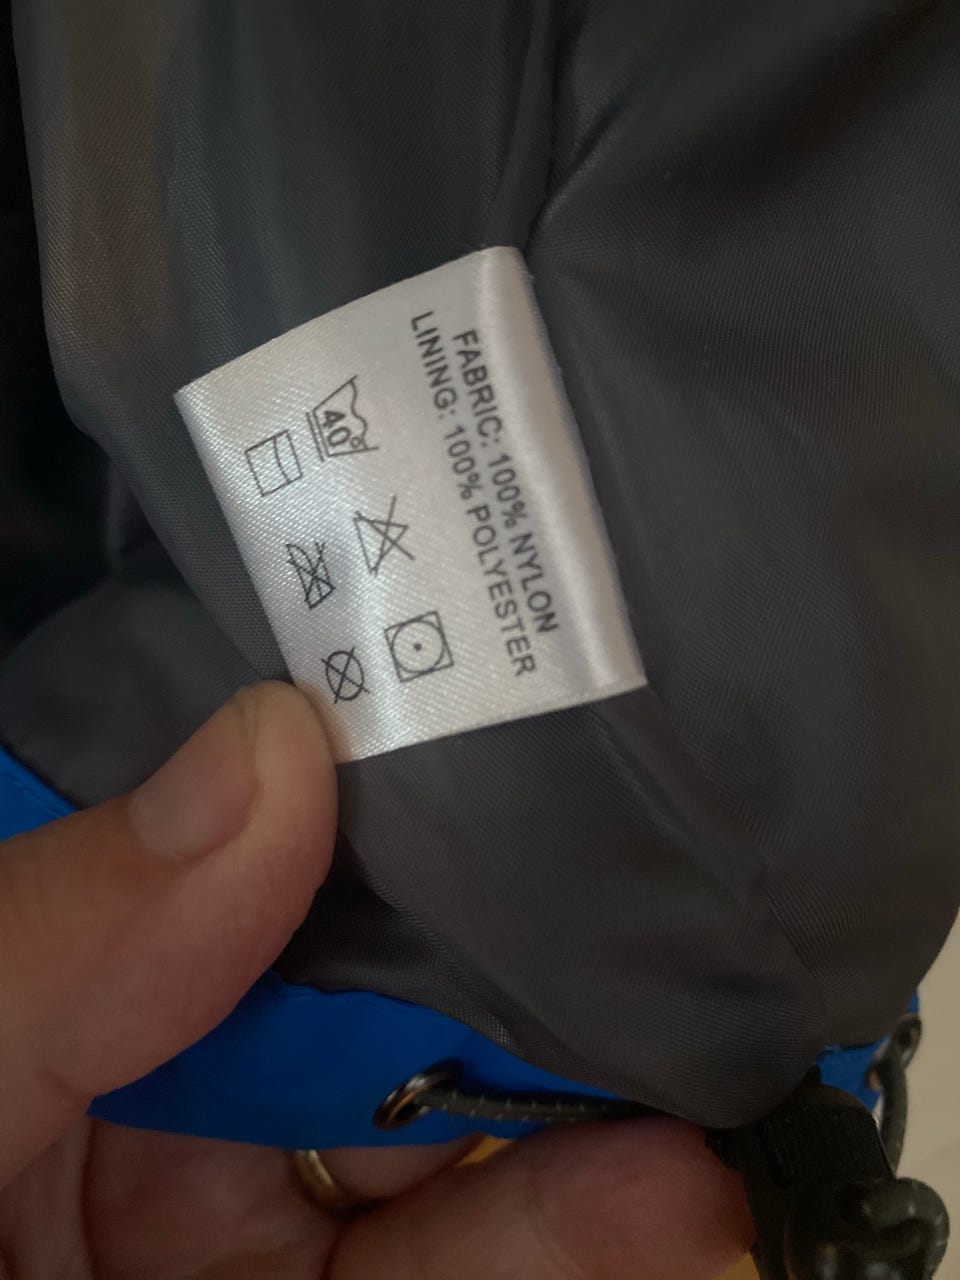 FABRIC: 100% NYLON
LINING: 100% POLYESTER
40°